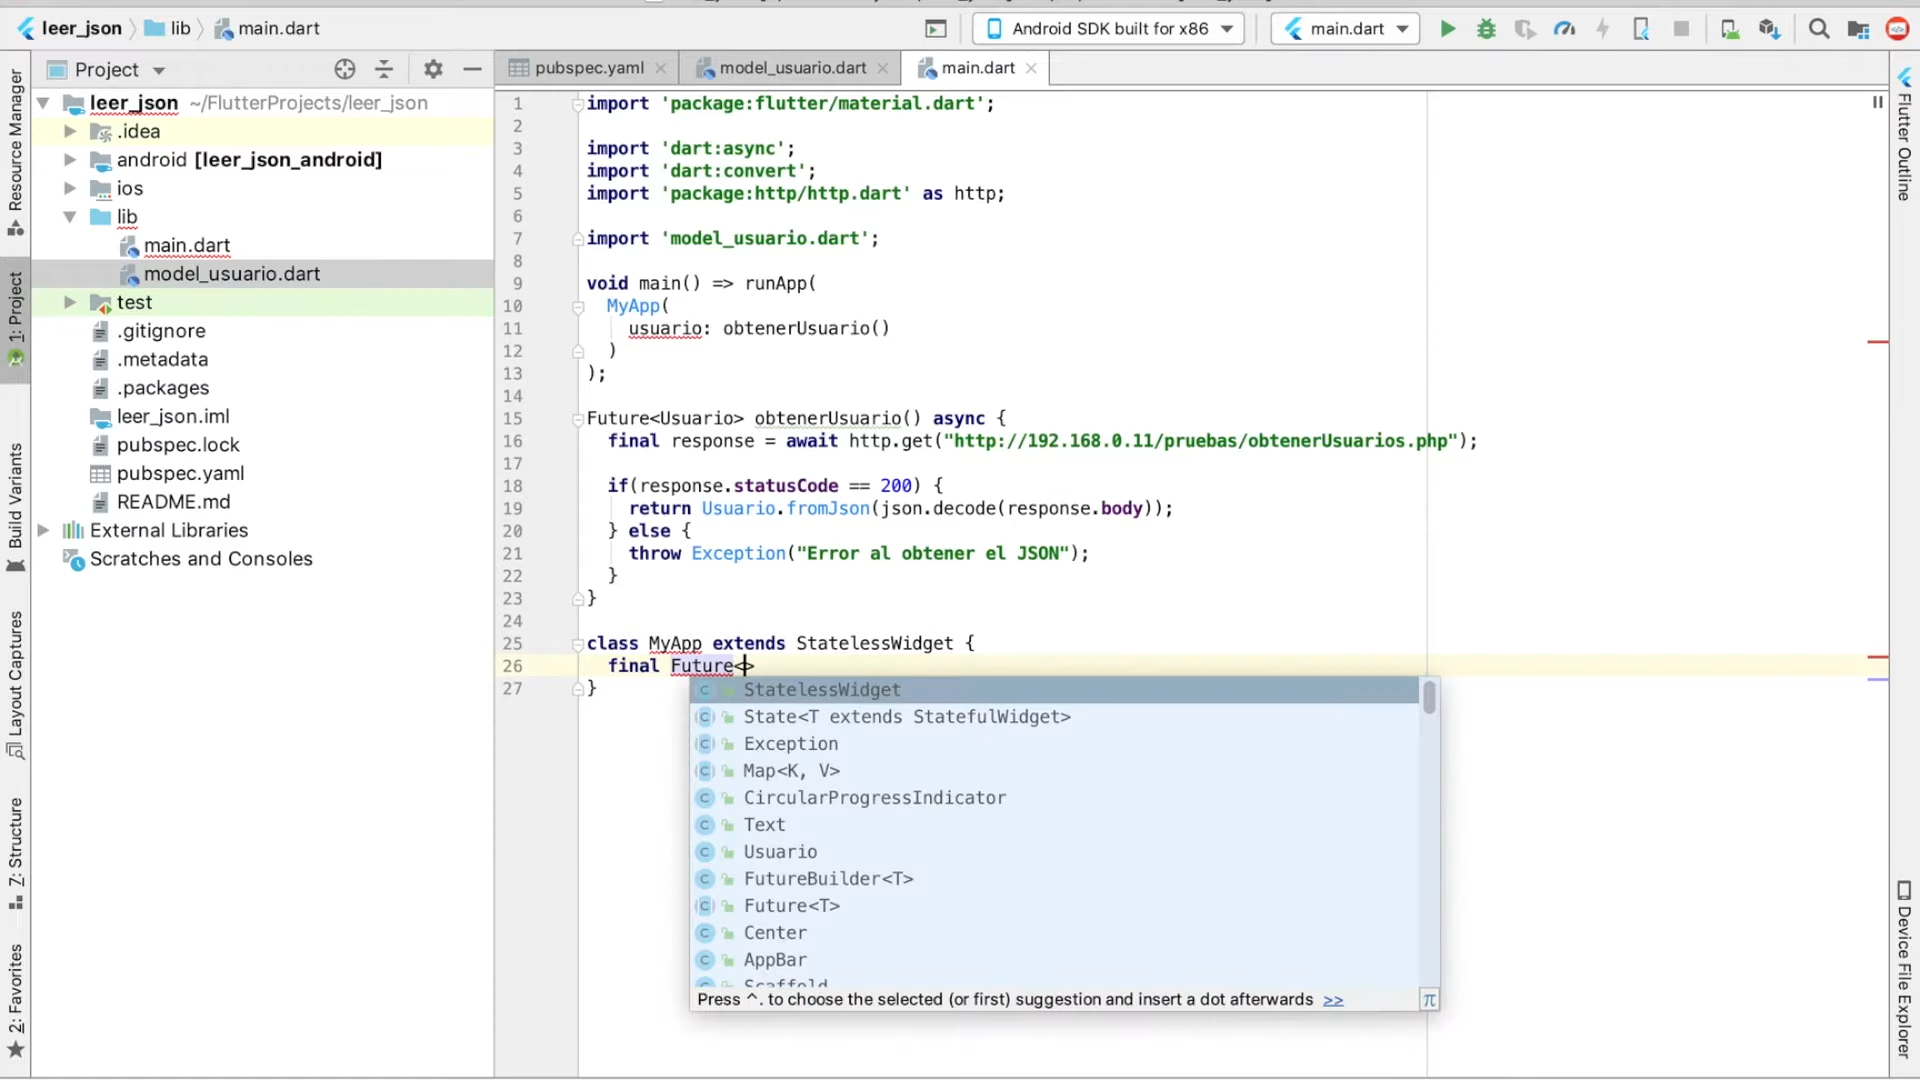 leer_json lib main.dart
Android SDK built for x86
main.dart
Project
pubspec.yaml
model_usuario.dart
main.dart
Resource Manager
1: Project
Build Variants
Layout Captures
Z: Structure
2: Favorites
leer_json ~/FlutterProjects/leer_json
.idea
android [leer_json_android]
ios
lib
main.dart
model_usuario.dart
test
.gitignore
.metadata
.packages
leer_json.iml
pubspec.lock
pubspec.yaml
README.md
External Libraries
Scratches and Consoles
1 import 'package:flutter/material.dart';
2
3 import 'dart:async';
4 import 'dart:convert';
5 import 'package:http/http.dart' as http;
6
7 import 'model_usuario.dart';
8
9 void main() => runApp(
10 MyApp(
11 usuario: obtenerUsuario()
12 )
13 );
14
15 Future<Usuario> obtenerUsuario() async {
16 final response = await http.get("http://192.168.0.11/pruebas/obtenerUsuarios.php");
17
18 if(response.statusCode == 200) {
19 return Usuario.fromJson(json.decode(response.body));
20 } else {
21 throw Exception("Error al obtener el JSON");
22 }
23 }
24
25 class MyApp extends StatelessWidget {
26 final Future<>
27 }
StatelessWidget
State<T extends StatefulWidget>
Exception
Map<K, V>
CircularProgressIndicator
Text
Usuario
FutureBuilder<T>
Future<T>
Center
AppBar
Scaffold
Press ^. to choose the selected (or first) suggestion and insert a dot afterwards >>
π
Flutter Outline
Device File Explorer